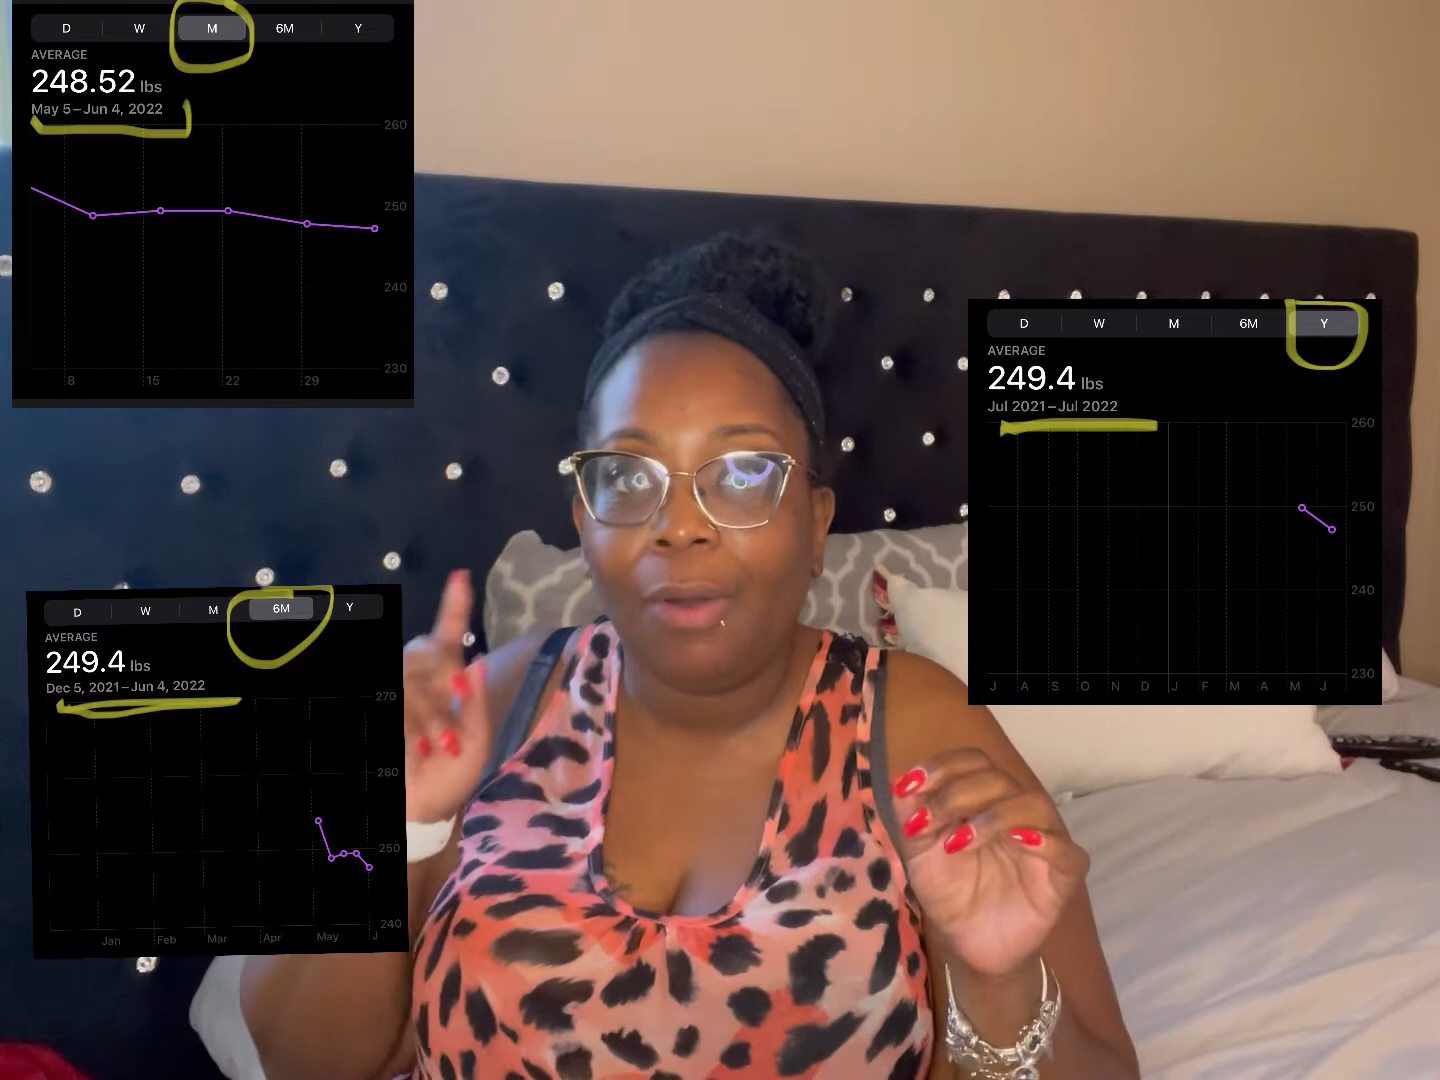 D W M 6M Y
AVERAGE
248.52 lbs
May 5–Jun 4, 2022
260
250
240
230
8 15 22 29
D W M 6M Y
AVERAGE
249.4 lbs
Jul 2021–Jul 2022
260
250
240
230
J A S O N D J F M A M J
D W M 6M Y
AVERAGE
249.4 lbs
Dec 5, 2021–Jun 4, 2022
270
260
250
240
Jan Feb Mar Apr May J